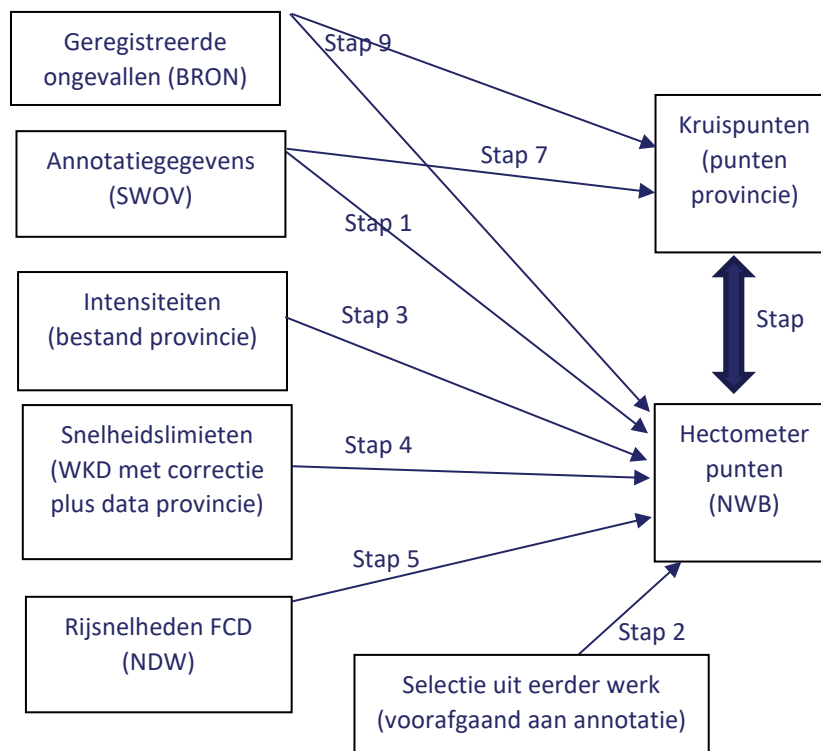 Geregistreerde
ongevallen (BRON)
Stap 9
Kruispunten
(punten
provincie)
Annotatiegegevens
(SWOV)
Stap 7
Stap 1
Intensiteiten
(bestand provincie)
Stap 3
Stap
Snelheidslimieten
(WKD met correctie
plus data provincie)
Stap 4
Hectometer
punten
(NWB)
Stap 5
Rijsnelheden FCD
(NDW)
Stap 2
Selectie uit eerder werk
(voorafgaand aan annotatie)